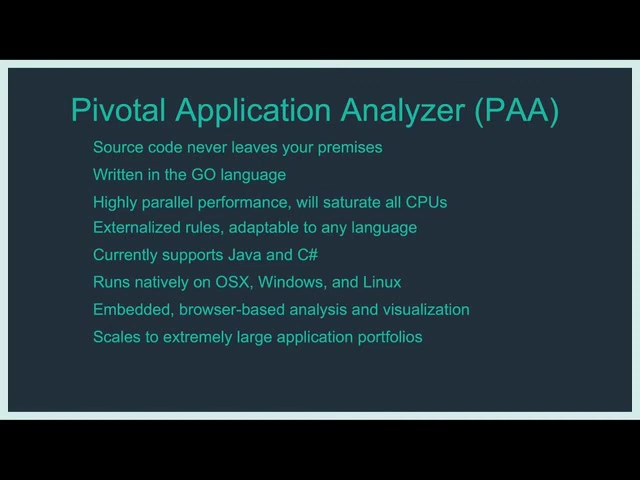 Pivotal Application Analyzer (PAA)
Source code never leaves your premises
Written in the GO language
Highly parallel performance, will saturate all CPUs
Externalized rules, adaptable to any language
Currently supports Java and C#
Runs natively on OSX, Windows, and Linux
Embedded, browser-based analysis and visualization
Scales to extremely large application portfolios